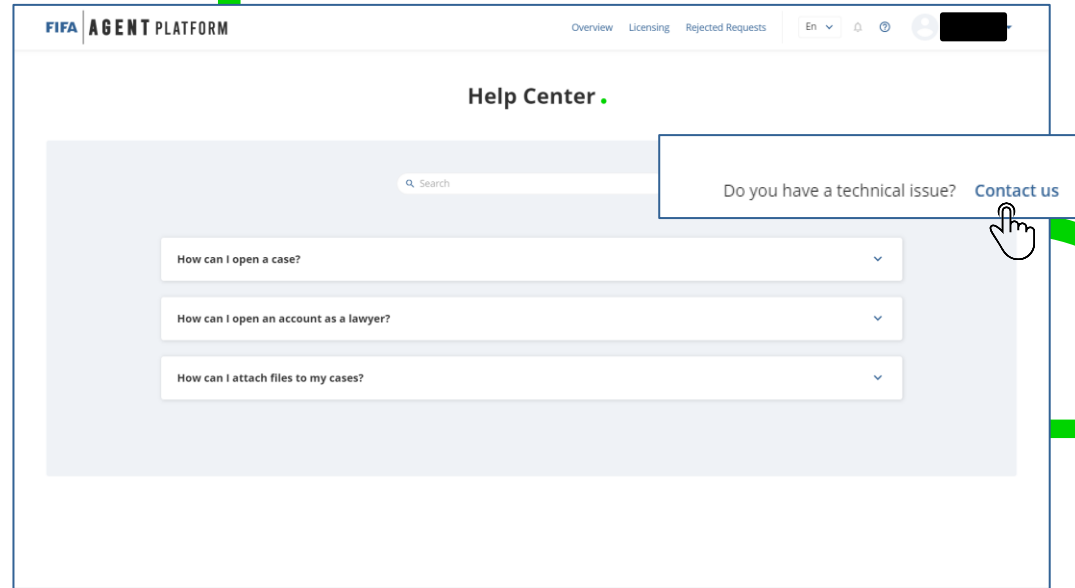 FIFA AGENT PLATFORM
Overview Licensing Rejected Requests En
Help Center.
Search
Do you have a technical issue? Contact us
How can I open a case?
How can I open an account as a lawyer?
How can I attach files to my cases?